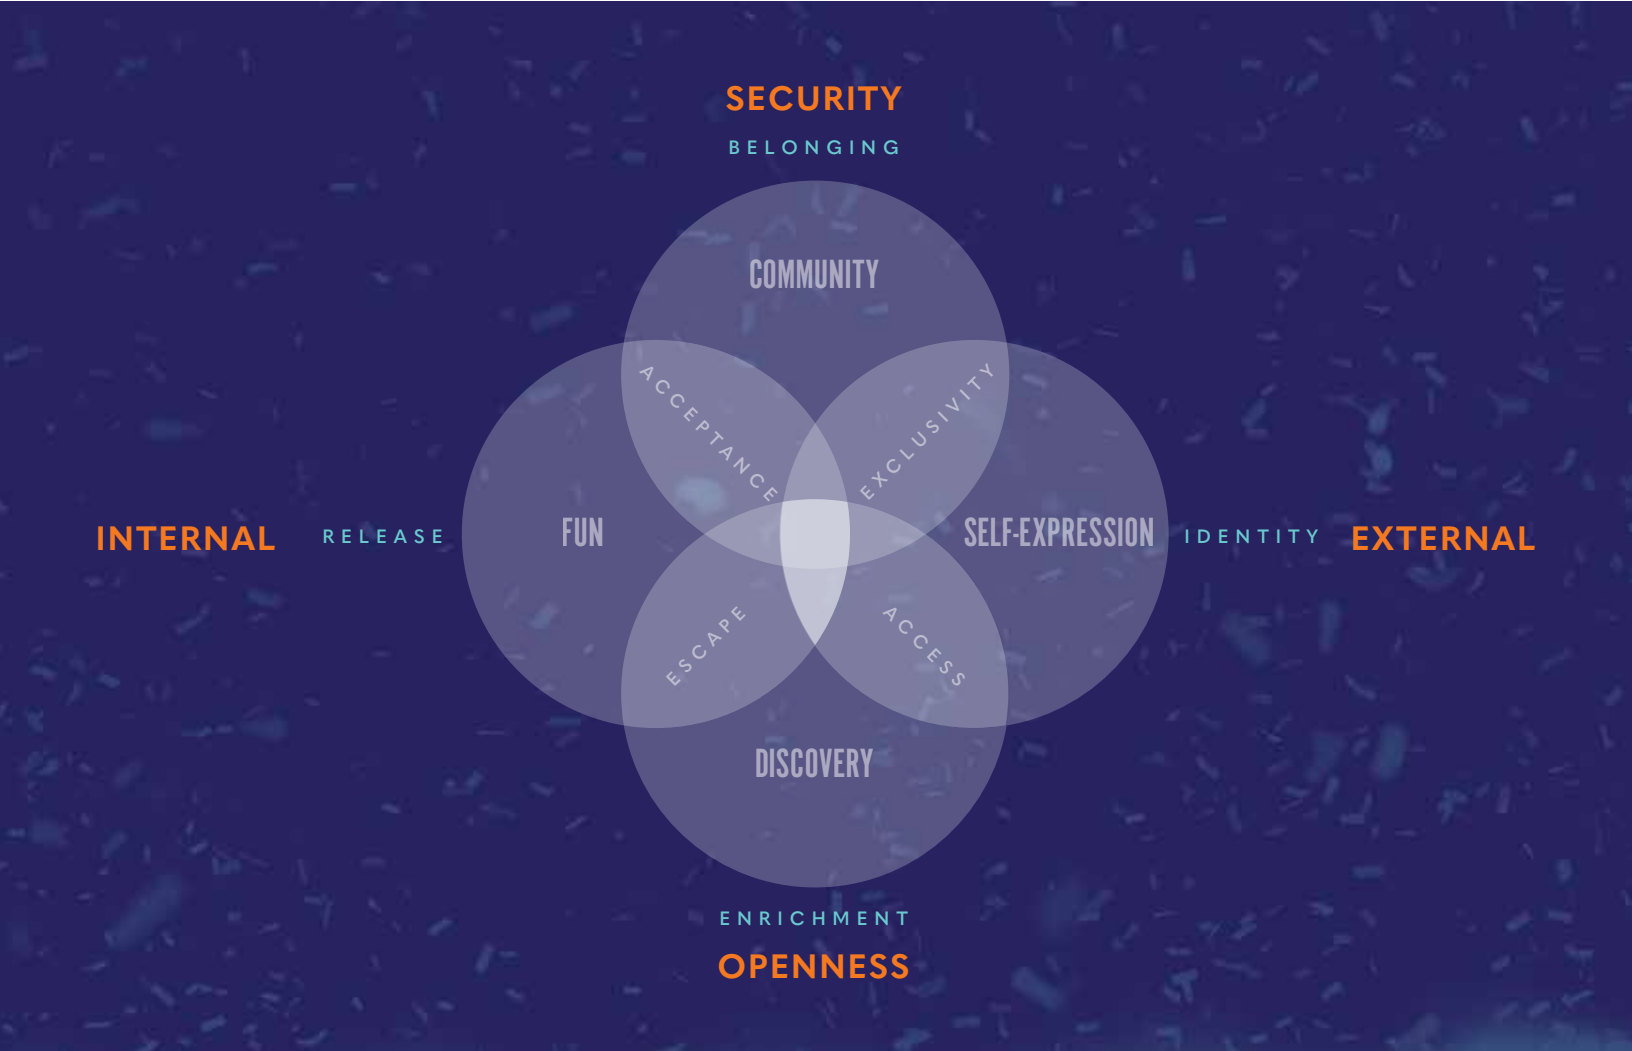 SECURITY
BELONGING
COMMUNITY
ACCEPTANCE
EXCLUSIVITY
INTERNAL
RELEASE
FUN
SELF-EXPRESSION
IDENTITY
EXTERNAL
ESCAPE
ACCESS
DISCOVERY
ENRICHMENT
OPENNESS